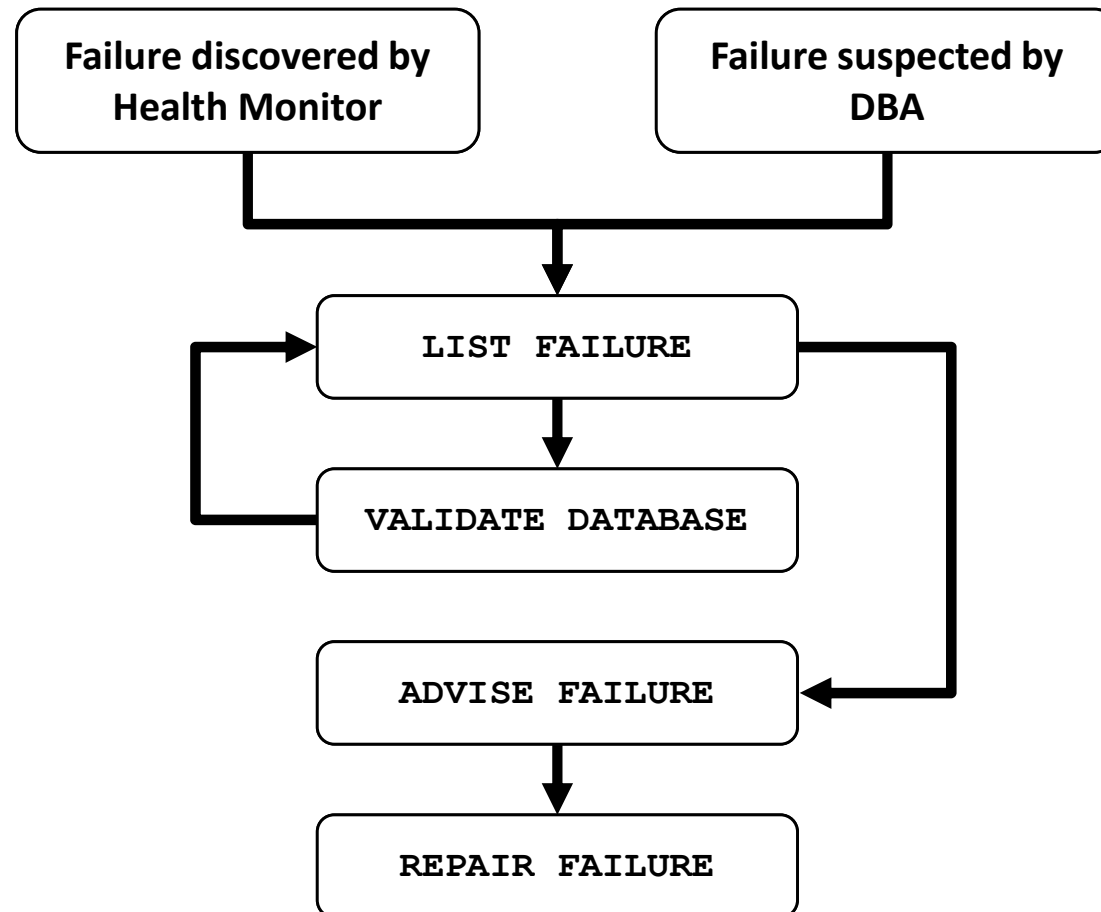 Failure discovered by
Health Monitor
Failure suspected by
DBA
LIST FAILURE
VALIDATE DATABASE
ADVISE FAILURE
REPAIR FAILURE